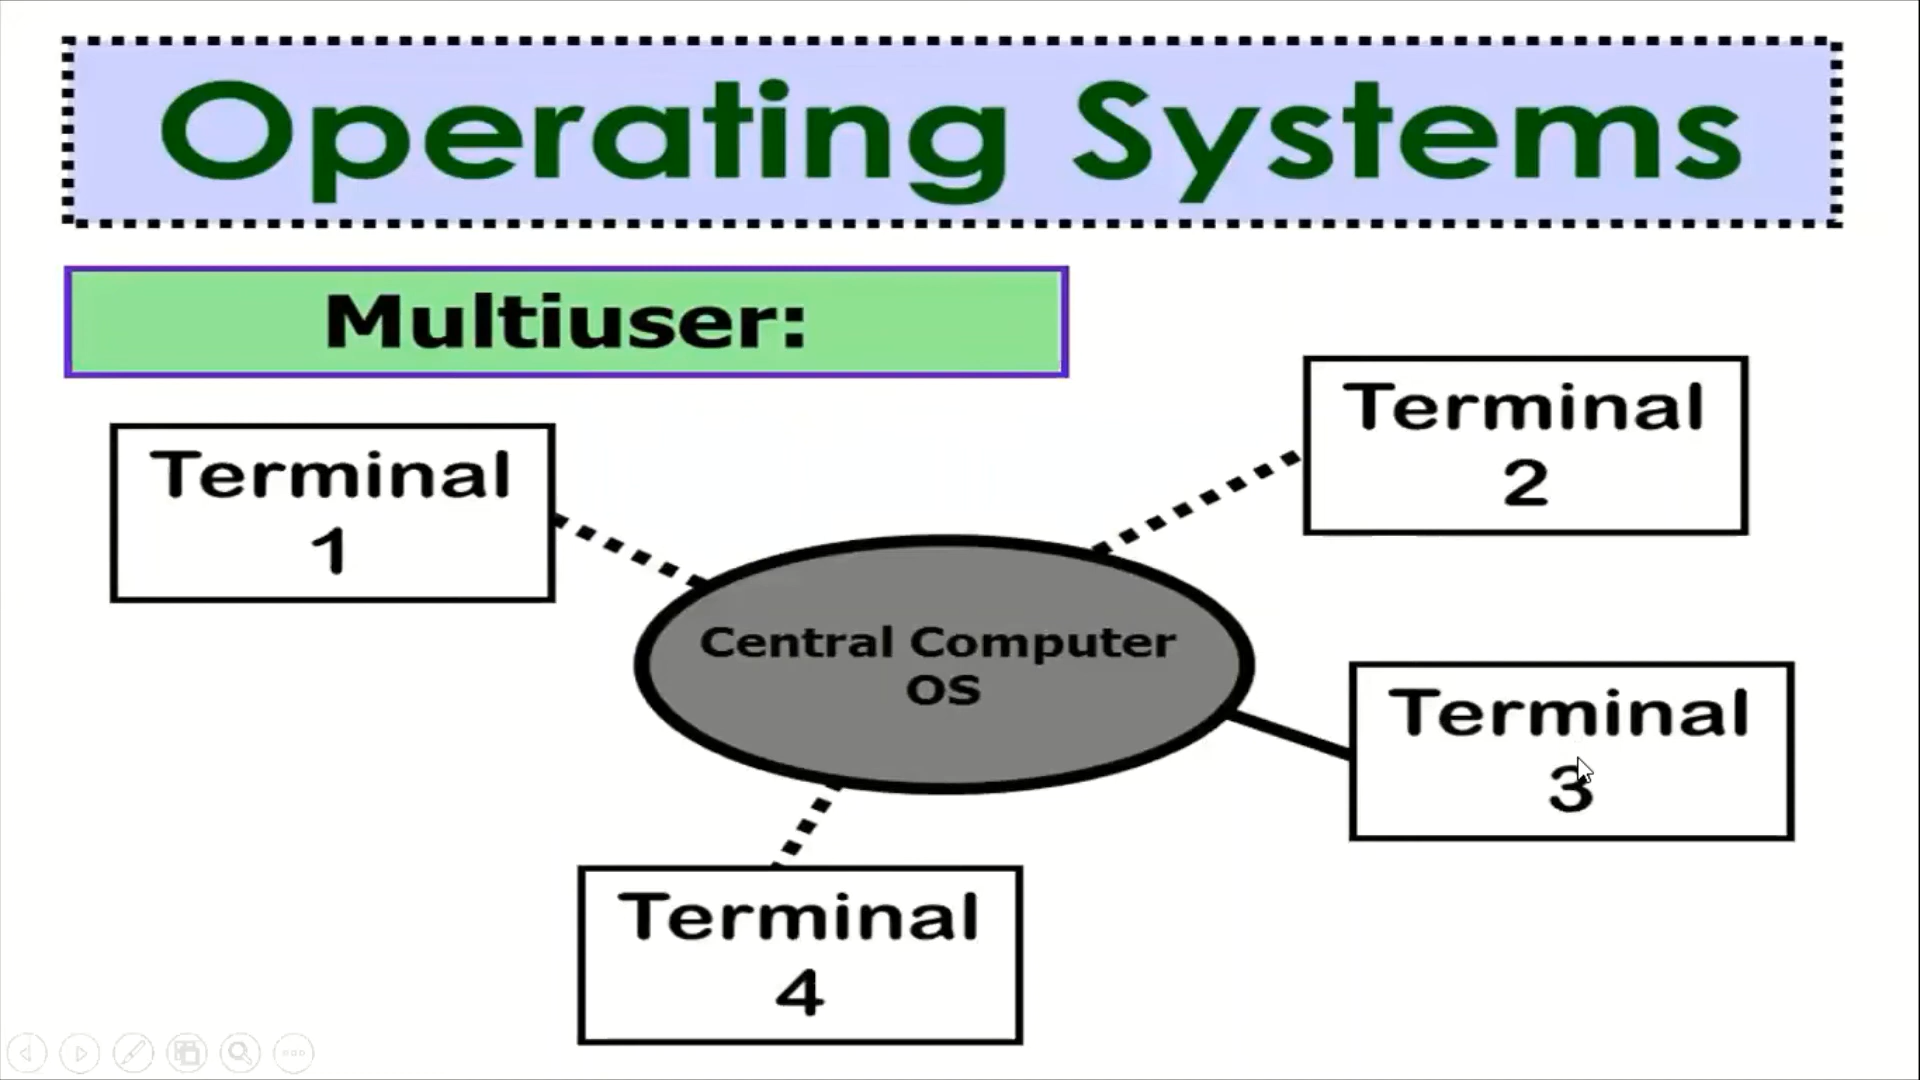 Operating Systems
Multiuser:
Terminal
1
Terminal
2
Central Computer
OS
Terminal
3
Terminal
4